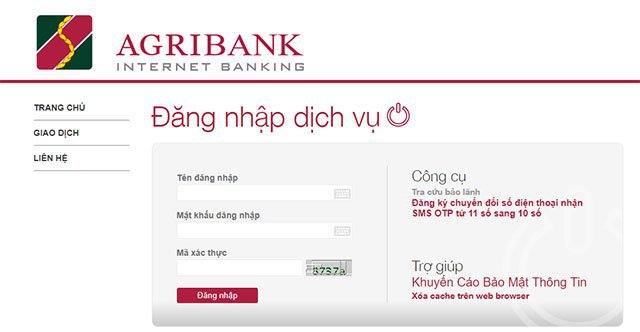 AGRIBANK
INTERNET BANKING
TRANG CHỦ
GIAO DỊCH
LIÊN HỆ
Đăng nhập dịch vụ
Tên đăng nhập
Mật khẩu đăng nhập
Mã xác thực
8787a
Đăng nhập
Công cụ
Tra cứu bảo lãnh
Đăng ký chuyển đổi số điện thoại nhận
SMS OTP từ 11 số sang 10 số
Trợ giúp
Khuyến Cáo Bảo Mật Thông Tin
Xóa cache trên web browser